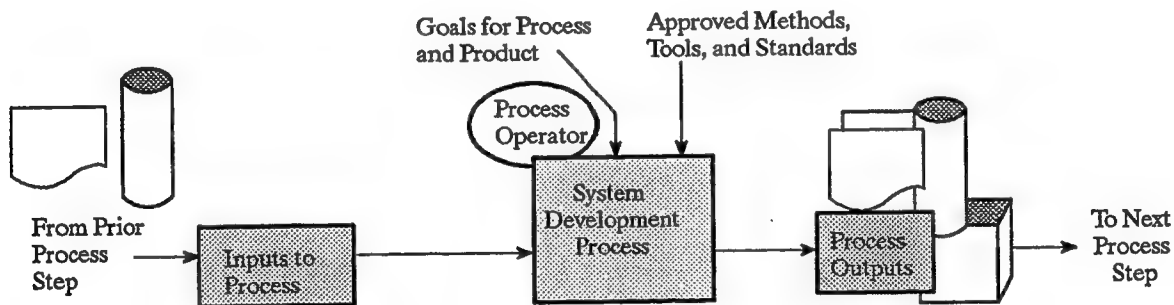 Goals for Process
and Product
Approved Methods,
Tools, and Standards
Process
Operator
System
Development
Process
From Prior
Process
Step
Inputs to
Process
Process
Outputs
To Next
Process
Step